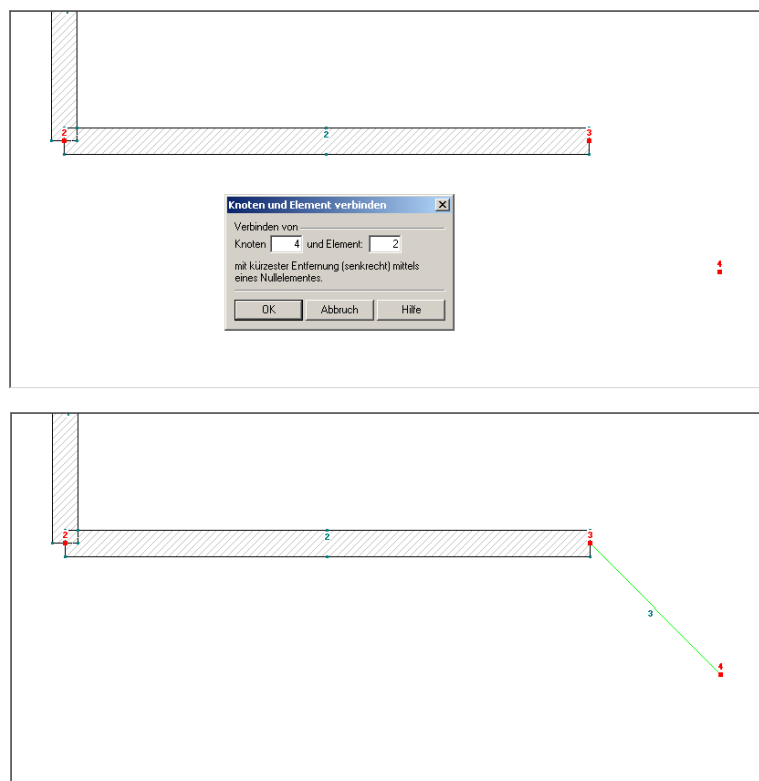 2
2
3
Knoten und Element verbinden
Verbinden von
Knoten 4 und Element: 2
mit kürzester Entfernung (senkrecht) mittels
eines Nullelementes.
OK Abbruch Hilfe
4
2
2
3
3
4